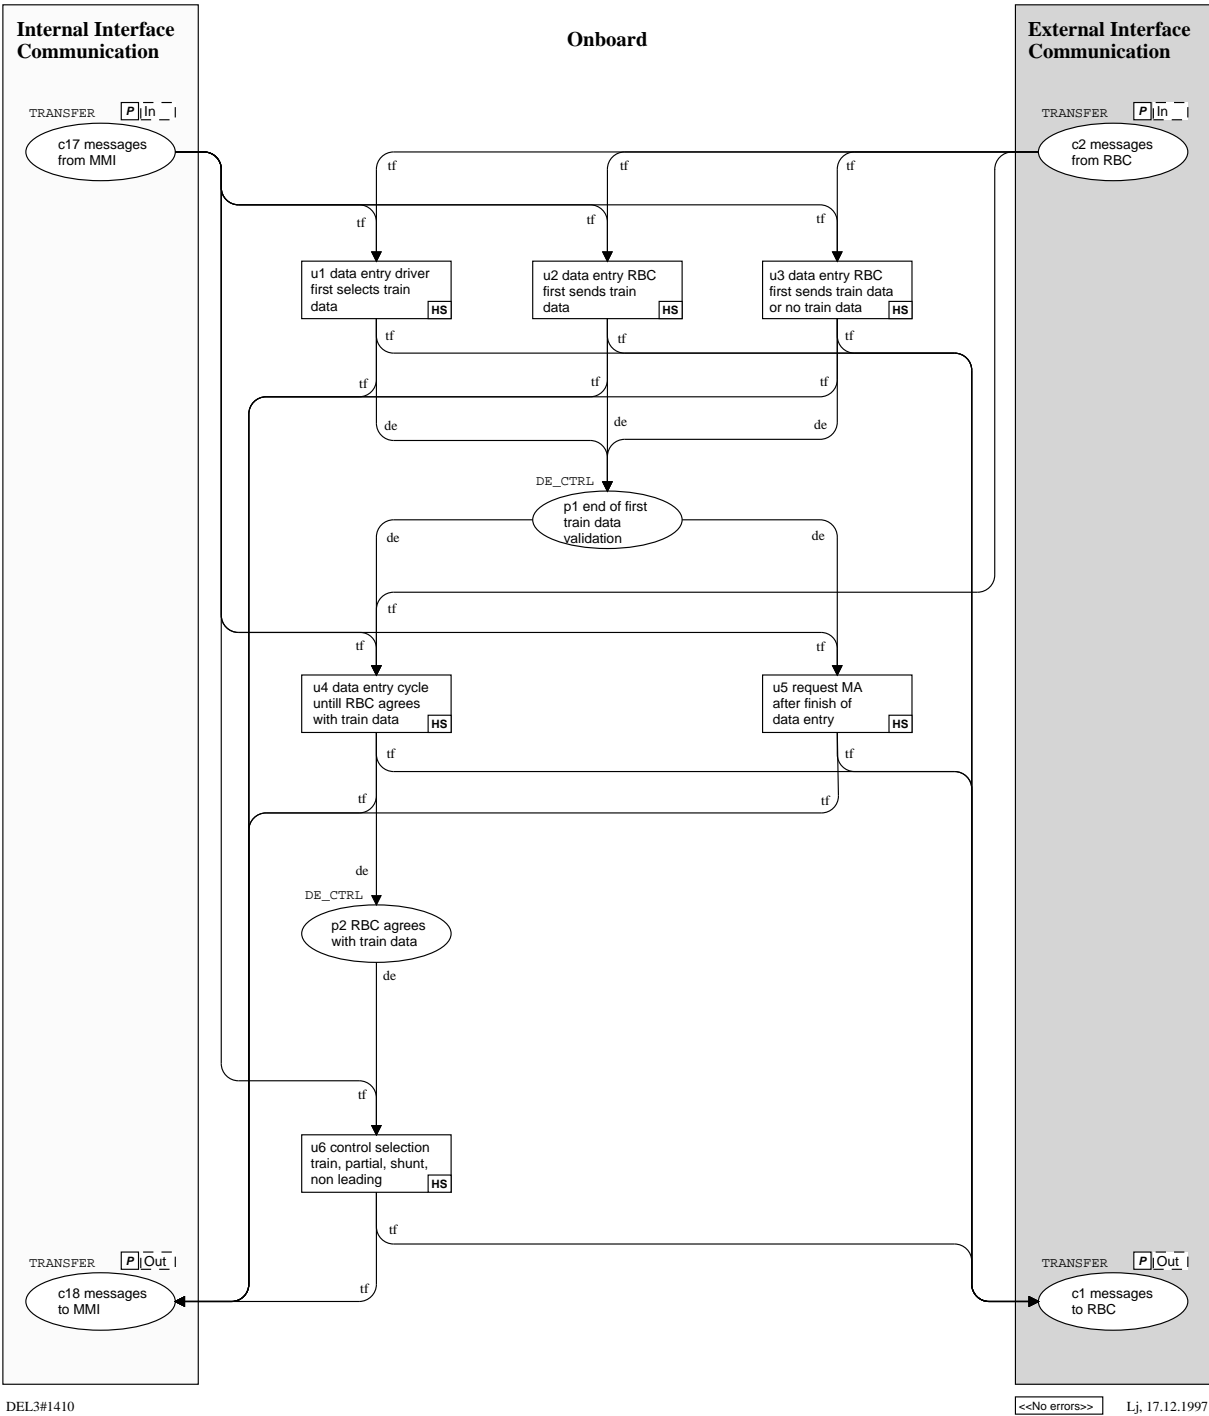 Internal Interface
Communication
Onboard
External Interface
Communication
TRANSFER
P In
TRANSFER
P In
c17 messages
from MMI
c2 messages
from RBC
tf
tf
tf
tf
tf
tf
u1 data entry driver
first selects train
data
HS
u2 data entry RBC
first sends train
data
HS
u3 data entry RBC
first sends train data
or no train data
HS
tf
tf
tf
tf
tf
tf
de
de
de
DE_CTRL
p1 end of first
train data
validation
de
de
tf
tf
tf
u4 data entry cycle
untill RBC agrees
with train data
HS
u5 request MA
after finish of
data entry
HS
tf
tf
tf
tf
de
DE_CTRL
p2 RBC agrees
with train data
de
tf
u6 control selection
train, partial, shunt,
non leading
HS
tf
TRANSFER
P Out
TRANSFER
P Out
tf
c18 messages
to MMI
c1 messages
to RBC
DEL3#1410
<<No errors>>
Lj, 17.12.1997